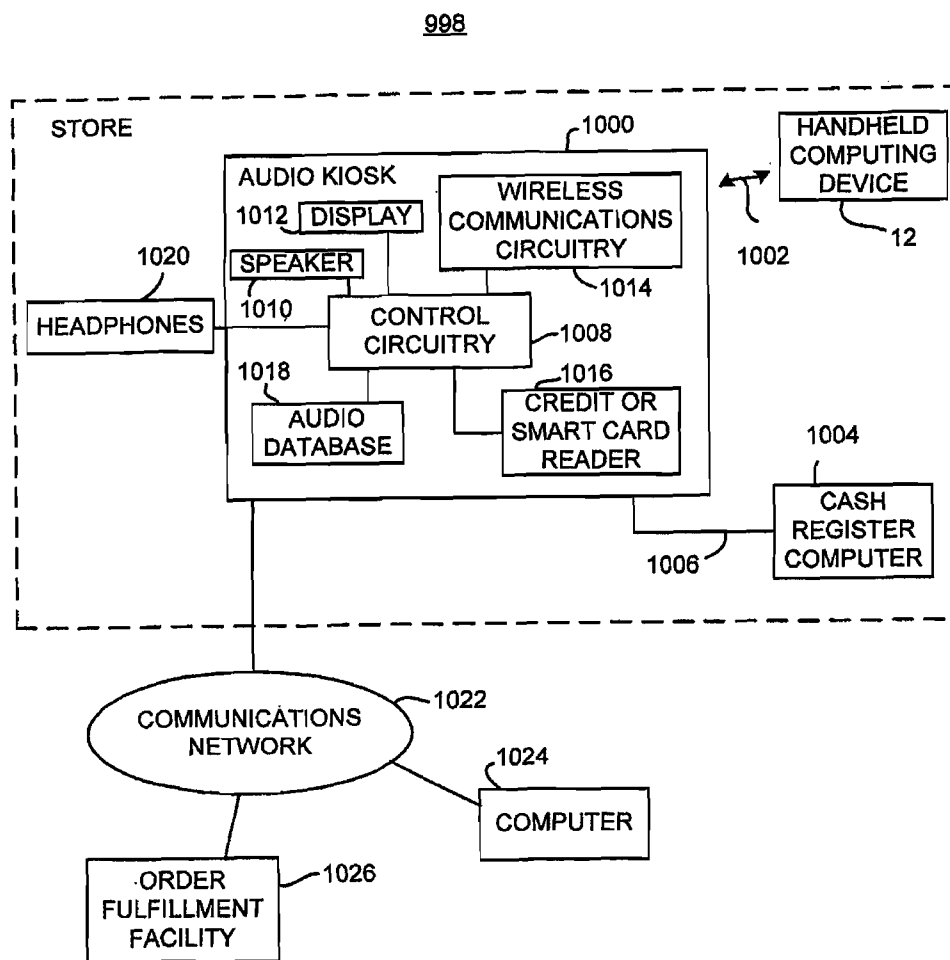 998
STORE
1000
HANDHELD
COMPUTING
DEVICE
12
1002
AUDIO KIOSK
1012
DISPLAY
WIRELESS
COMMUNICATIONS
CIRCUITRY
1014
1020
HEADPHONES
SPEAKER
1010
CONTROL
CIRCUITRY
1008
1018
AUDIO
DATABASE
1016
CREDIT OR
SMART CARD
READER
1004
CASH
REGISTER
COMPUTER
1006
COMMUNICATIONS
NETWORK
1022
1024
COMPUTER
ORDER
FULFILLMENT
FACILITY
1026